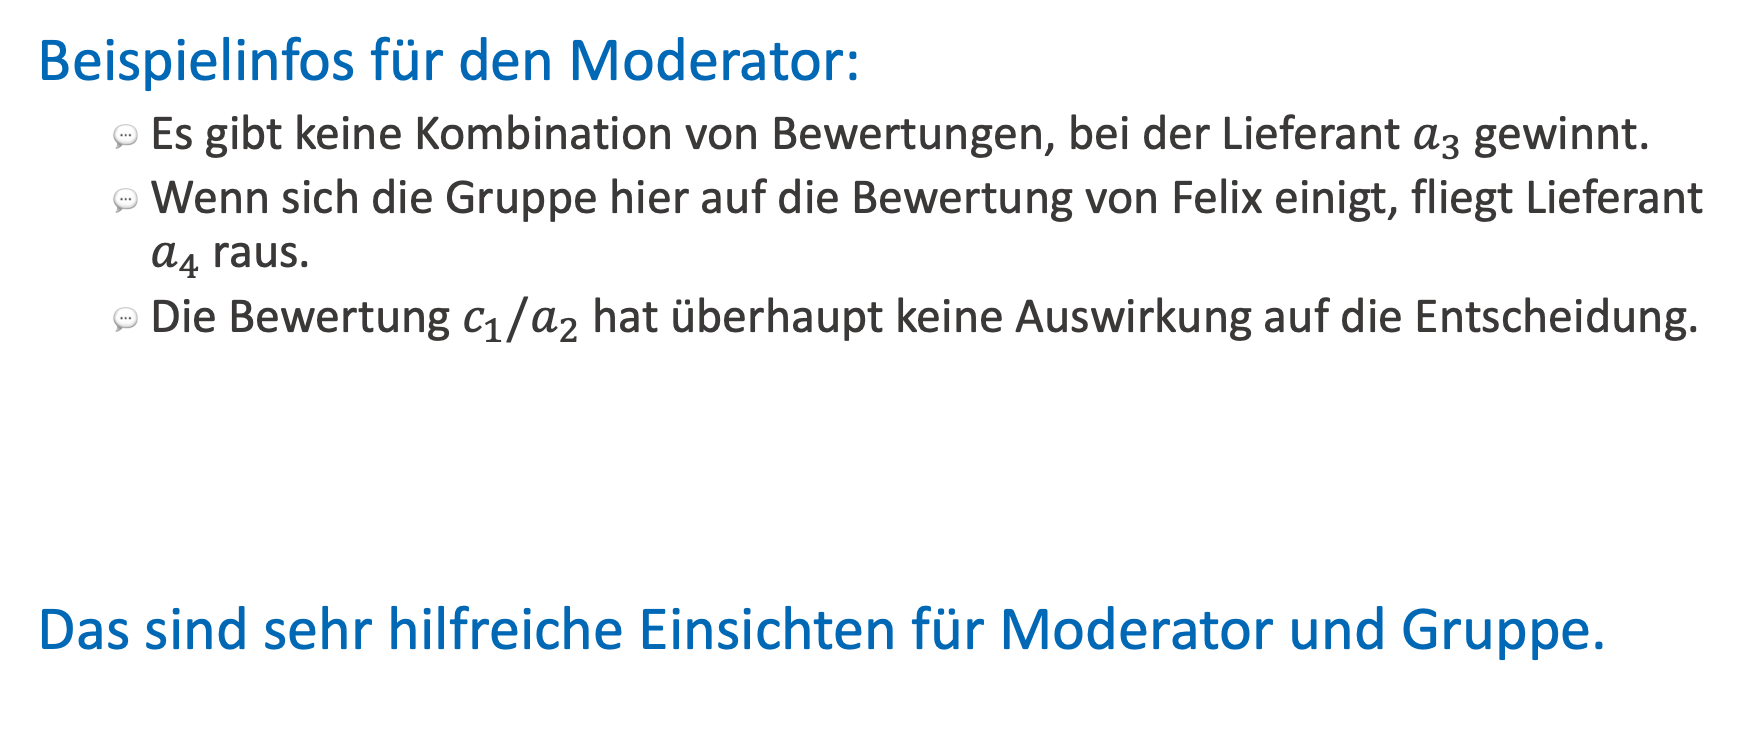 Beispielinfos für den Moderator:
Es gibt keine Kombination von Bewertungen, bei der Lieferant a₃ gewinnt.
Wenn sich die Gruppe hier auf die Bewertung von Felix einigt, fliegt Lieferant
a₄ raus.
Die Bewertung c₁/a₂ hat überhaupt keine Auswirkung auf die Entscheidung.
Das sind sehr hilfreiche Einsichten für Moderator und Gruppe.